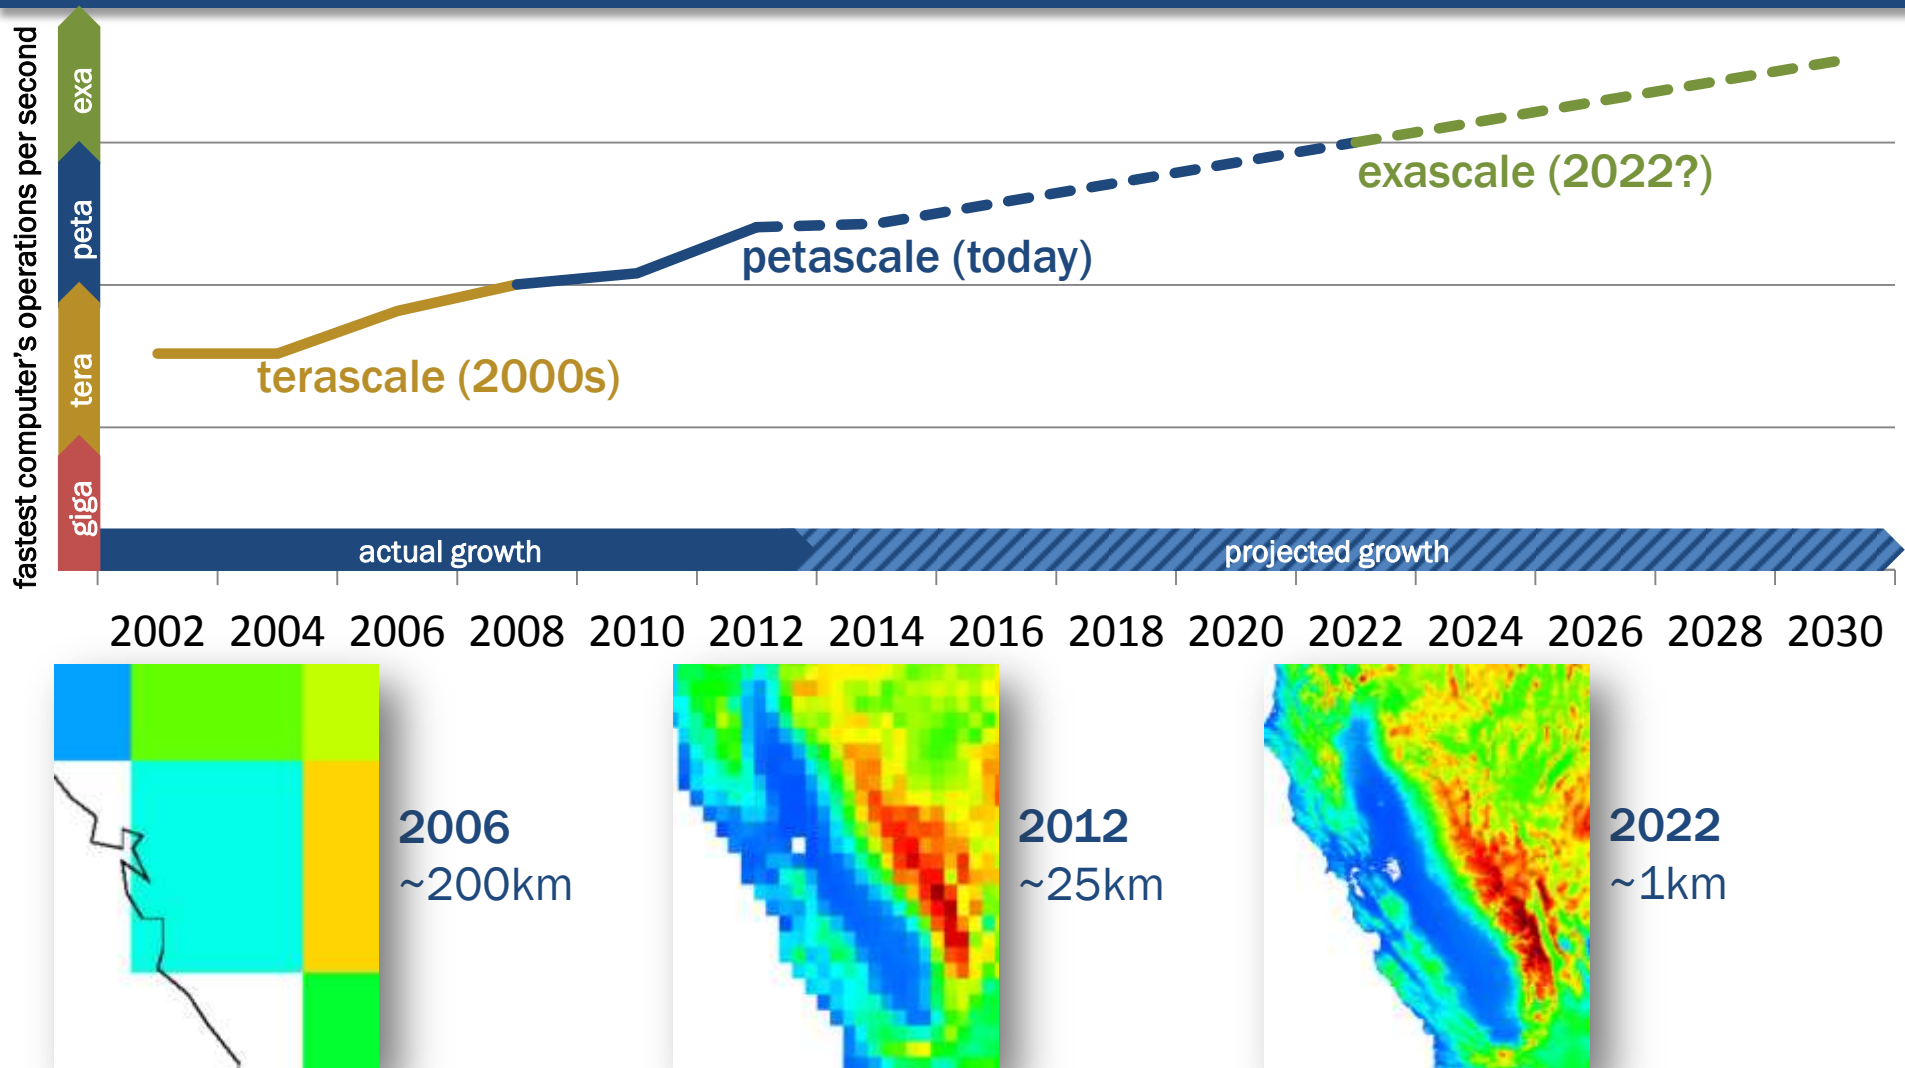 fastest computer's operations per second
exa
peta
tera
giga
exascale (2022?)
petascale (today)
terascale (2000s)
actual growth
projected growth
2002 2004 2006 2008 2010 2012 2014 2016 2018 2020 2022 2024 2026 2028 2030
2006
~200km
2012
~25km
2022
~1km